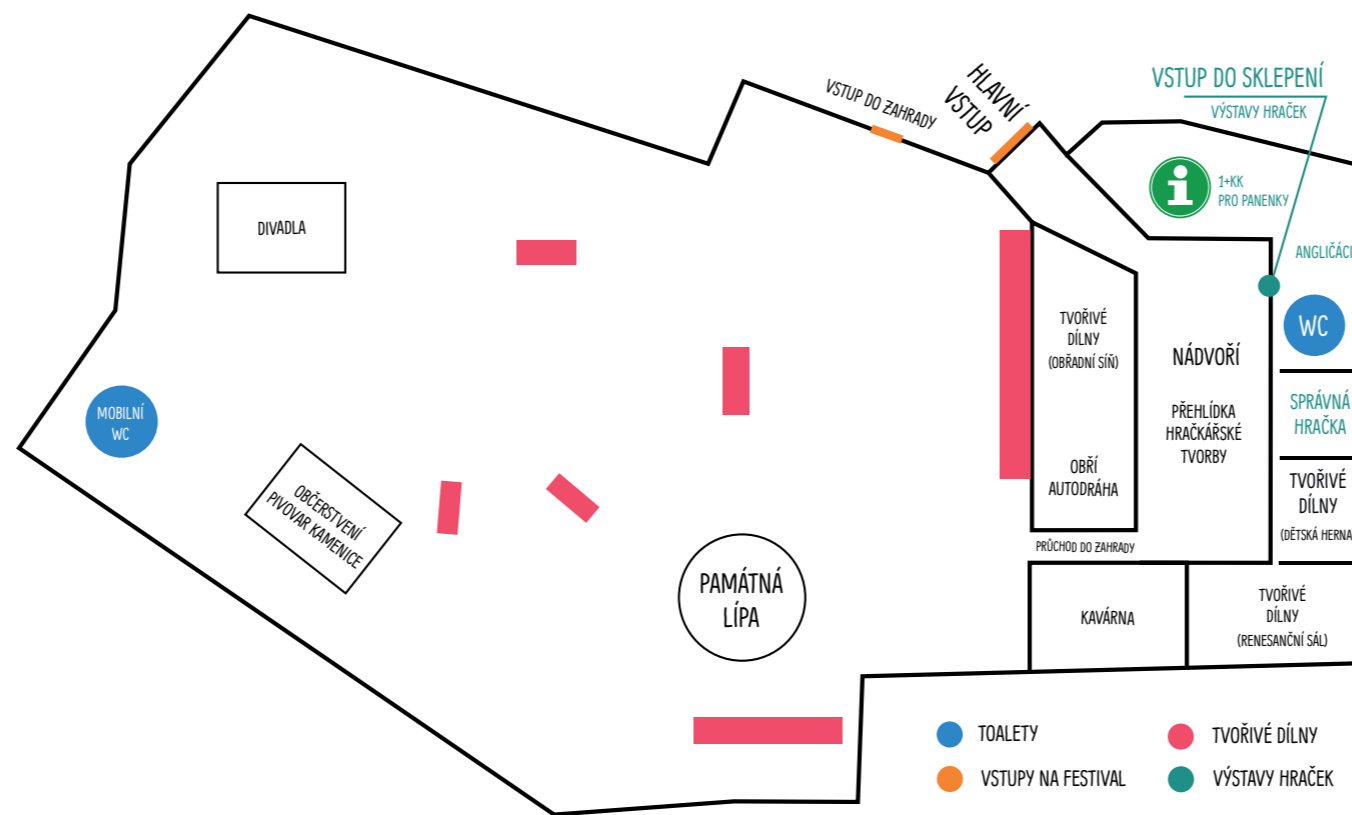 VSTUP DO ZAHRADY
HLAVNÍ
VSTUP
VSTUP DO SKLEPENÍ
VÝSTAVY HRAČEK
i
1+KK
PRO PANENKY
ANGLIČÁCI
DIVADLA
WC
TVOŘIVÉ
DÍLNY
(OBŘADNÍ SÍŇ)
NÁDVOŘÍ
PŘEHLÍDKA
HRAČKÁŘSKÉ
TVORBY
SPRÁVNÁ
HRAČKA
MOBILNÍ
WC
OBŘÍ
AUTODRÁHA
TVOŘIVÉ
DÍLNY
(DĚTSKÁ HERNA
OBČERSTVENÍ
PIVOVAR KAMENICE
PRŮCHOD DO ZAHRADY
PAMÁTNÁ
LÍPA
KAVÁRNA
TVOŘIVÉ
DÍLNY
(RENESANČNÍ SÁL)
TOALETY
TVOŘIVÉ DÍLNY
VSTUPY NA FESTIVAL
VÝSTAVY HRAČEK